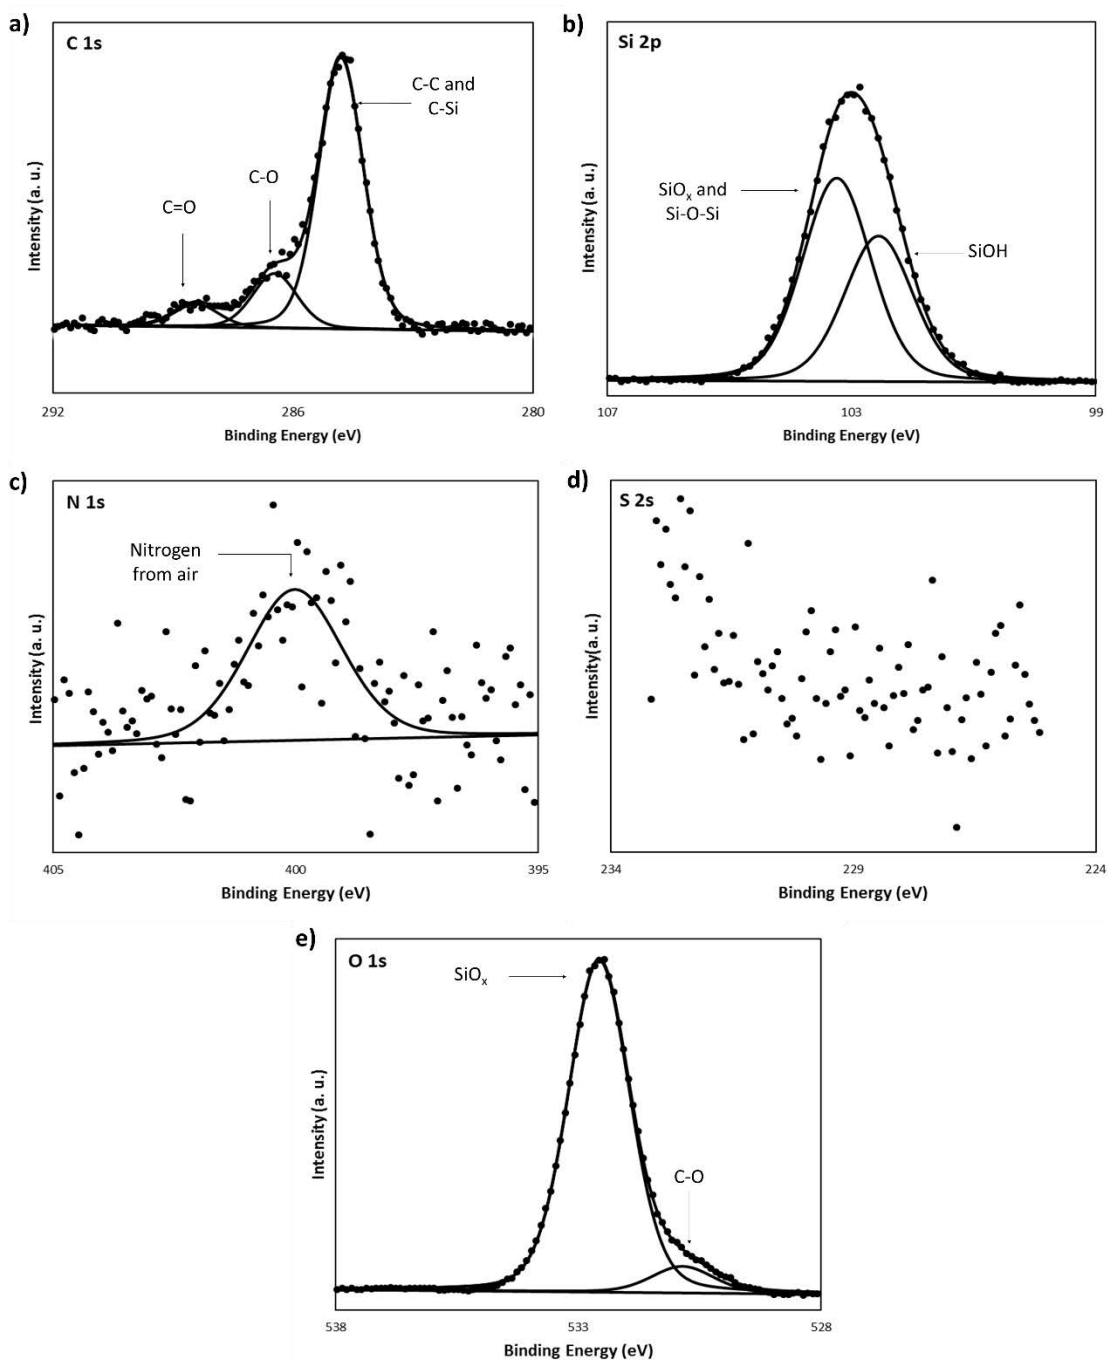 a)
C 1s
C-C and
C-Si
C-O
C=O
Intensity (a. u.)
292
286
280
Binding Energy (eV)
b)
Si 2p
SiOx and
Si-O-Si
SiOH
Intensity (a. u.)
107
103
99
Binding Energy (eV)
c)
N 1s
Nitrogen
from air
Intensity (a. u.)
405
400
395
Binding Energy (eV)
d)
S 2s
Intensity(a. u.)
234
229
224
Binding Energy (eV)
e)
O 1s
SiOx
C-O
Intensity (a. u.)
538
533
528
Binding Energy (eV)